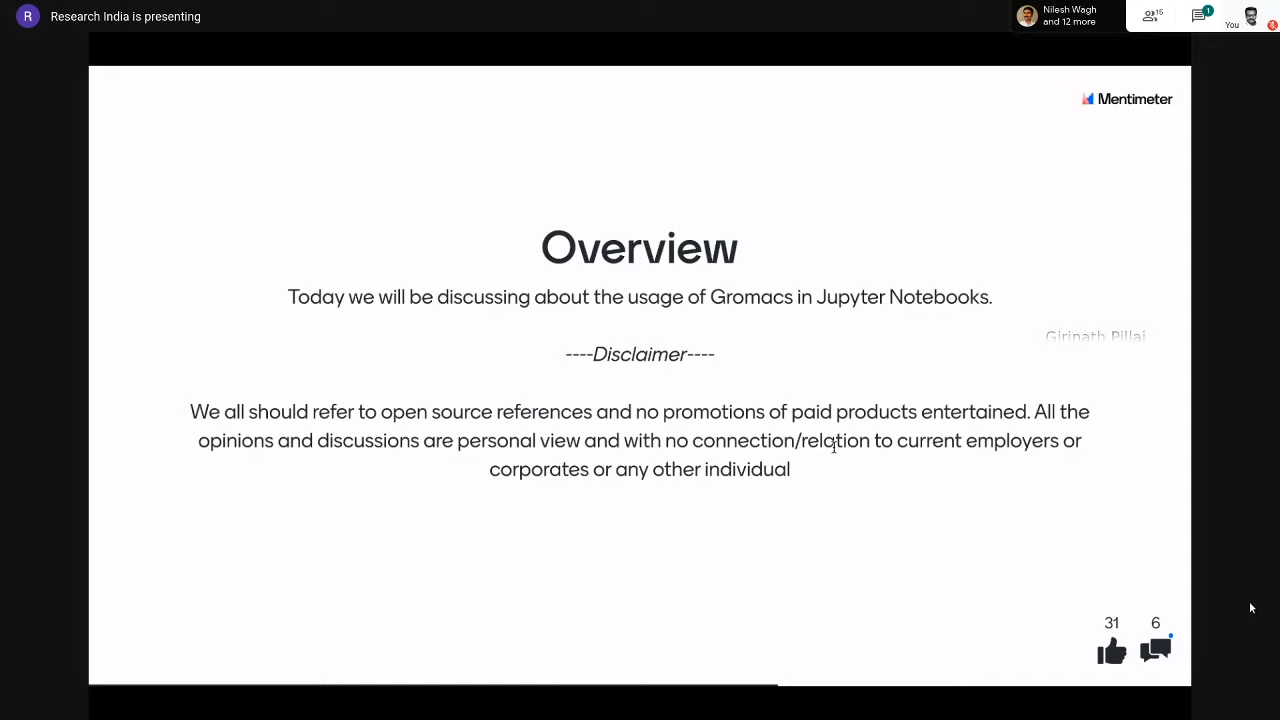 R Research India is presenting
Nilesh Wagh
and 12 more
15
1
You
Mentimeter
Overview
Today we will be discussing about the usage of Gromacs in Jupyter Notebooks.
Girinath Pillai
----Disclaimer----
We all should refer to open source references and no promotions of paid products entertained. All the
opinions and discussions are personal view and with no connection/relation to current employers or
corporates or any other individual
31 6